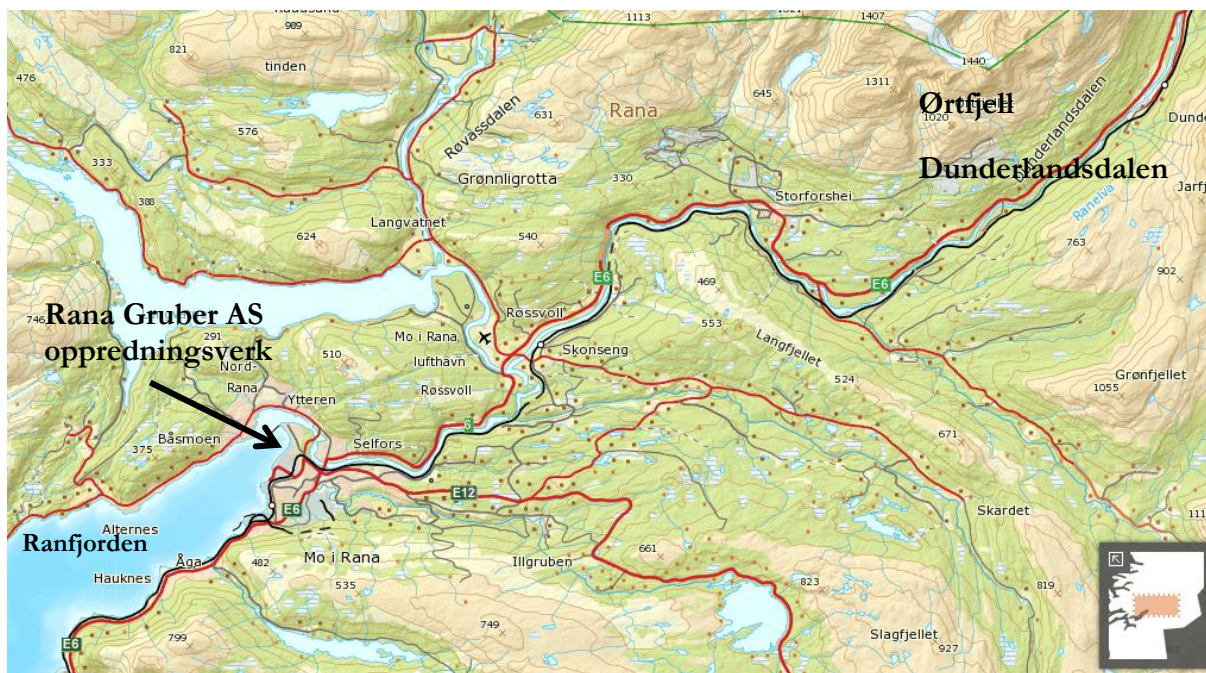 1113
1407
989
821
tinden
1440
476
645
1311
Ørtfjell
631
Rana
1020
576
Røvassdalen
333
Grønnligrotta
330
Dunderlandsdalen
Storforshei
388
Langvatnet
Ranelva
624
540
763
469
902
E6
E6
Rana Gruber AS
oppredningsverk
746
291
Røssvoll
553
Mo i Rana,
lufthavn
Skonseng
Langfjellet
510
Nord-
Rana
524
Grønfjellet
Ytteren
Røssvoll
1055
Båsmoen
Selfors
6
375
671
E12
E6
Alternes
Skardet
Ranfjorden
Åga
482
Mo i Rana
Illgruben
661
Hauknes
535
823
819
E6
799
749
Slagfjellet
927